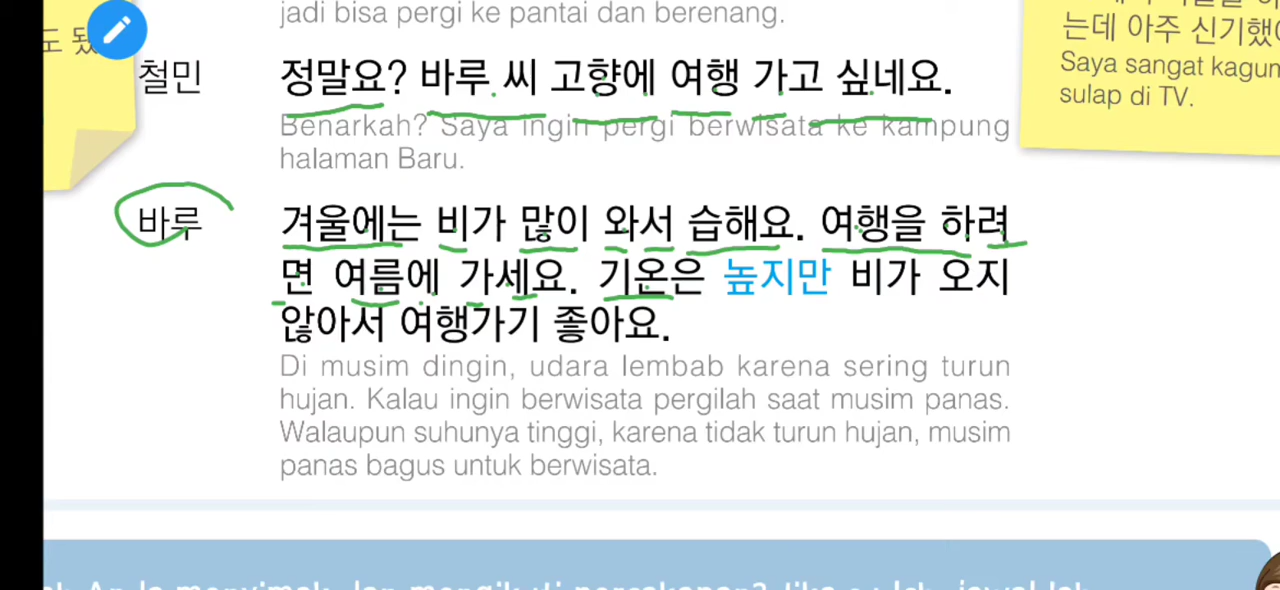 jadi bisa pergi ke pantai dan berenang.
는데 아주 신기했
Saya sangat kagum
sulap di TV.
철민 정말요? 바루 씨 고향에 여행 가고 싶네요.
Benarkah? Saya ingin pergi berwisata ke kampung
halaman Baru.
바루 겨울에는 비가 많이 와서 습해요. 여행을 하려
면 여름에 가세요. 기온은 높지만 비가 오지
않아서 여행가기 좋아요.
Di musim dingin, udara lembab karena sering turun
hujan. Kalau ingin berwisata pergilah saat musim panas.
Walaupun suhunya tinggi, karena tidak turun hujan, musim
panas bagus untuk berwisata.